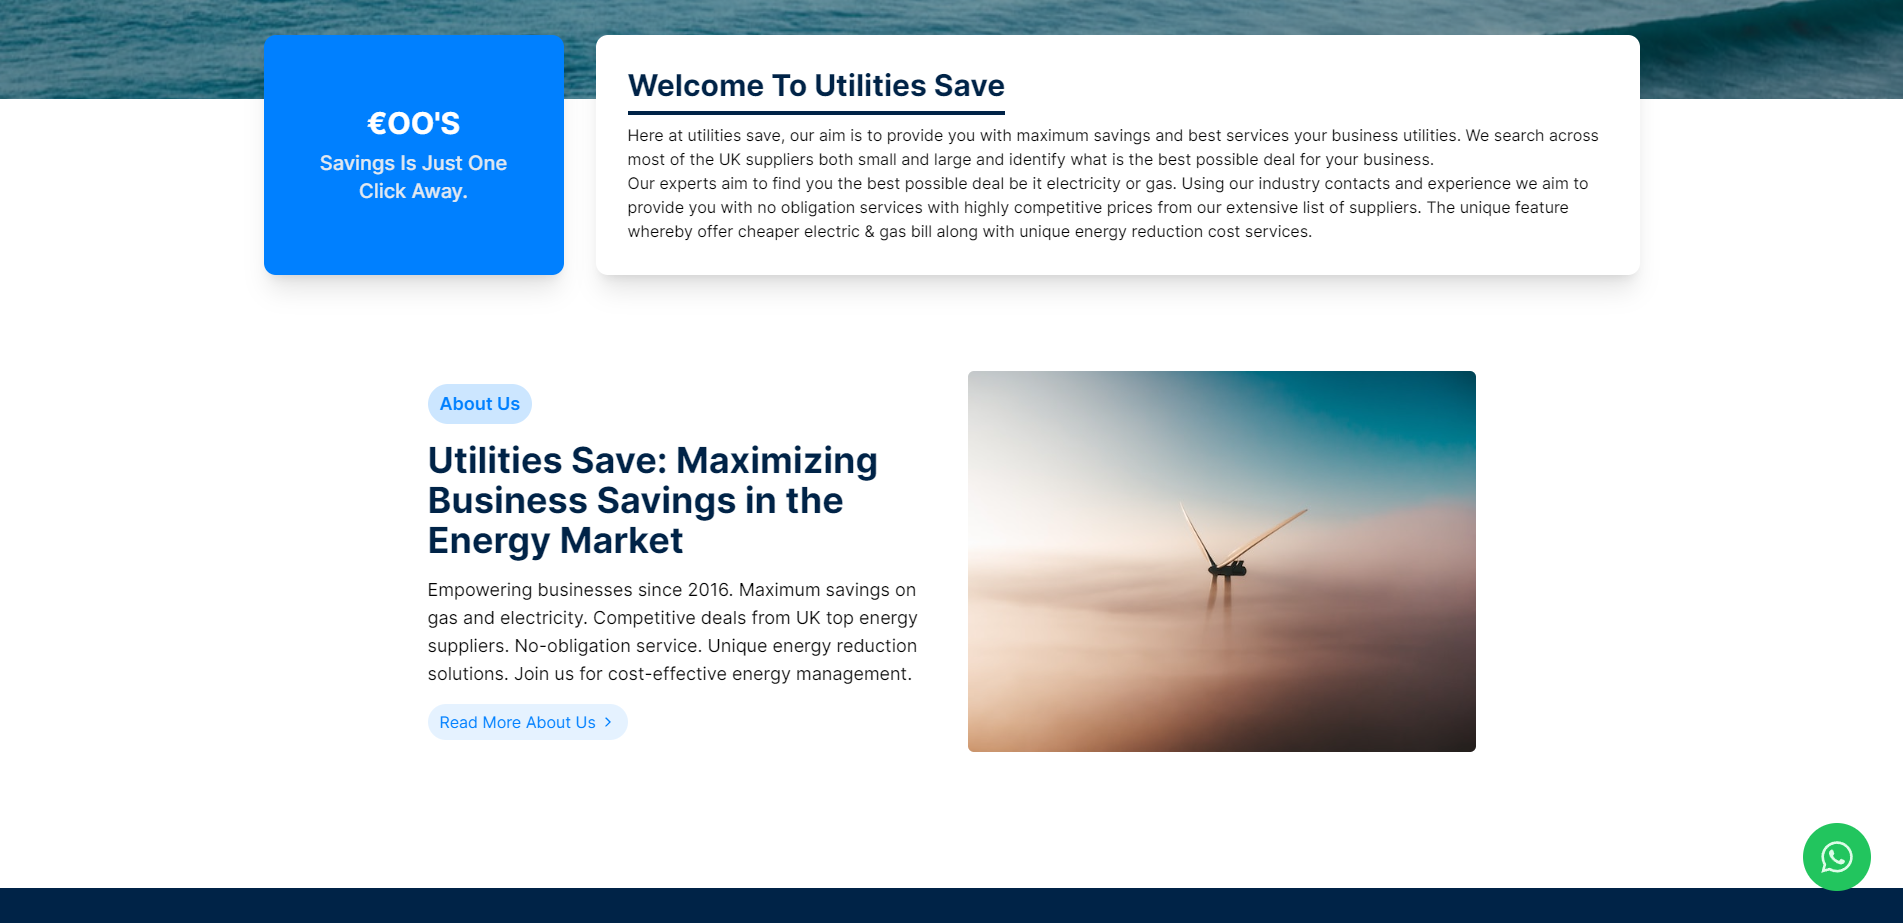 €OO'S
Savings Is Just One
Click Away.
Welcome To Utilities Save
Here at utilities save, our aim is to provide you with maximum savings and best services your business utilities. We search across
most of the UK suppliers both small and large and identify what is the best possible deal for your business.
Our experts aim to find you the best possible deal be it electricity or gas. Using our industry contacts and experience we aim to
provide you with no obligation services with highly competitive prices from our extensive list of suppliers. The unique feature
whereby offer cheaper electric & gas bill along with unique energy reduction cost services.
About Us
Utilities Save: Maximizing
Business Savings in the
Energy Market
Empowering businesses since 2016. Maximum savings on
gas and electricity. Competitive deals from UK top energy
suppliers. No-obligation service. Unique energy reduction
solutions. Join us for cost-effective energy management.
Read More About Us